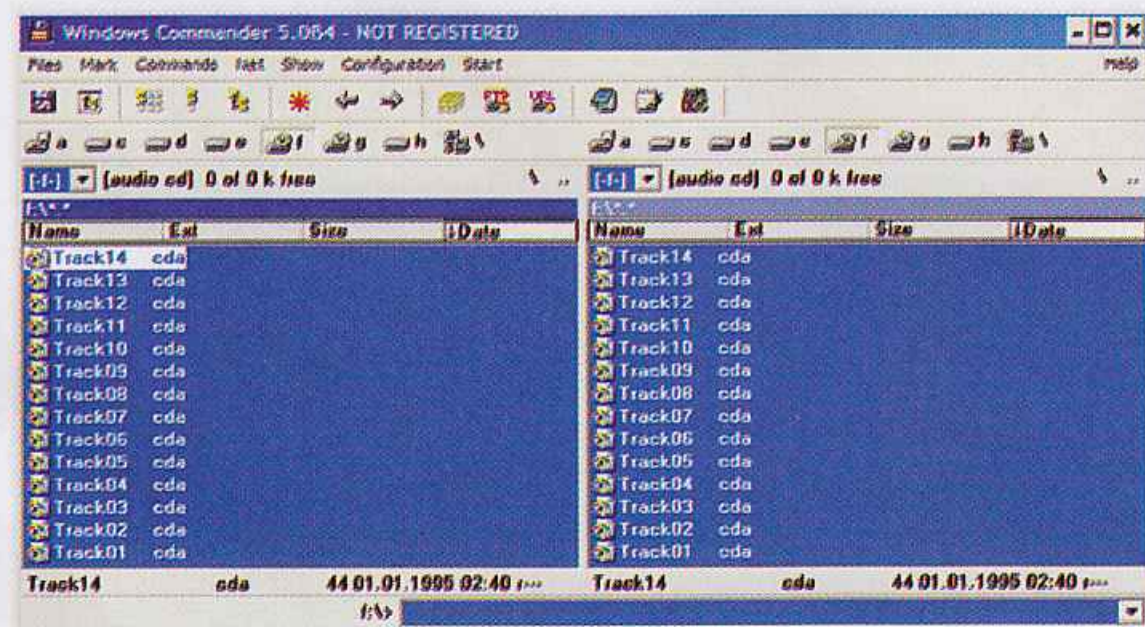 Windows Commander 5.0B4 - NOT REGISTERED
Files Mark Commands Net Show Configuration Start Help
a c d e f g h \ a c d e f g h \
[-f-] [audio cd] 0 of 0 k free \ .. [-f-] [audio cd] 0 of 0 k free \ ..
f:\*.* f:\*.*
Name Ext Size Date Name Ext Size Date
Track14 cda Track14 cda
Track13 cda Track13 cda
Track12 cda Track12 cda
Track11 cda Track11 cda
Track10 cda Track10 cda
Track09 cda Track09 cda
Track08 cda Track08 cda
Track07 cda Track07 cda
Track06 cda Track06 cda
Track05 cda Track05 cda
Track04 cda Track04 cda
Track03 cda Track03 cda
Track02 cda Track02 cda
Track01 cda Track01 cda
Track14 cda 44 01.01.1995 02:40 r--- Track14 cda 44 01.01.1995 02:40 r---
f:\>